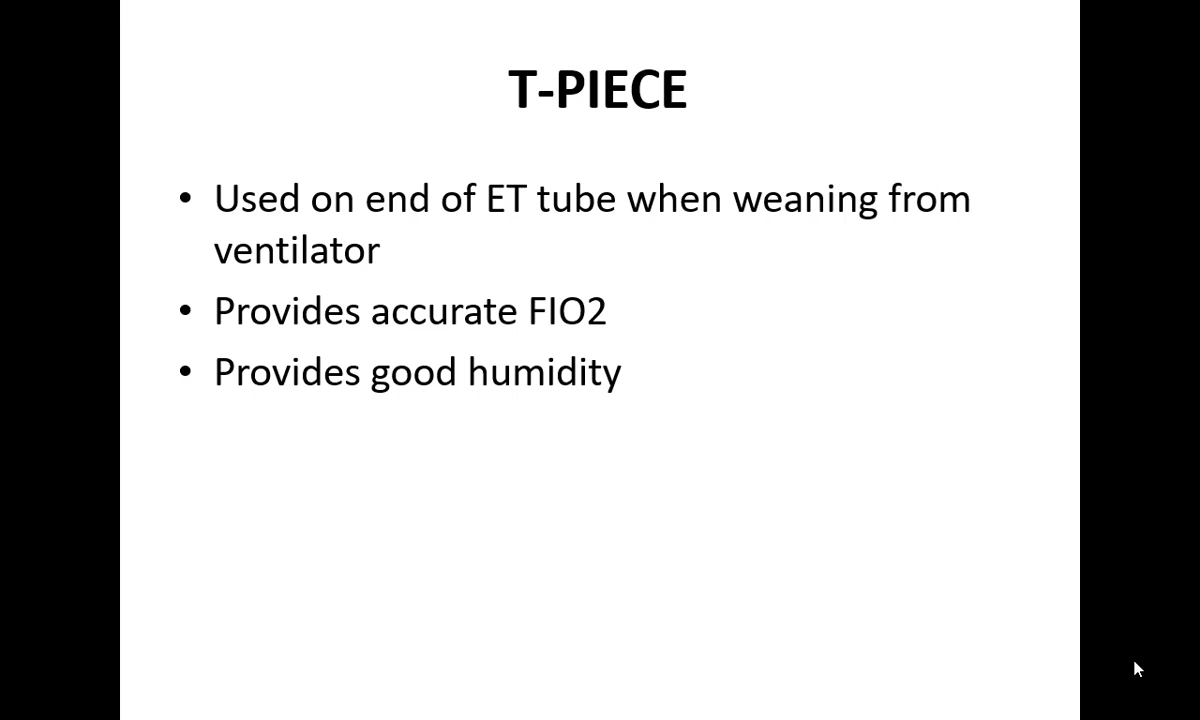 T-PIECE
• Used on end of ET tube when weaning from
ventilator
• Provides accurate FIO2
• Provides good humidity